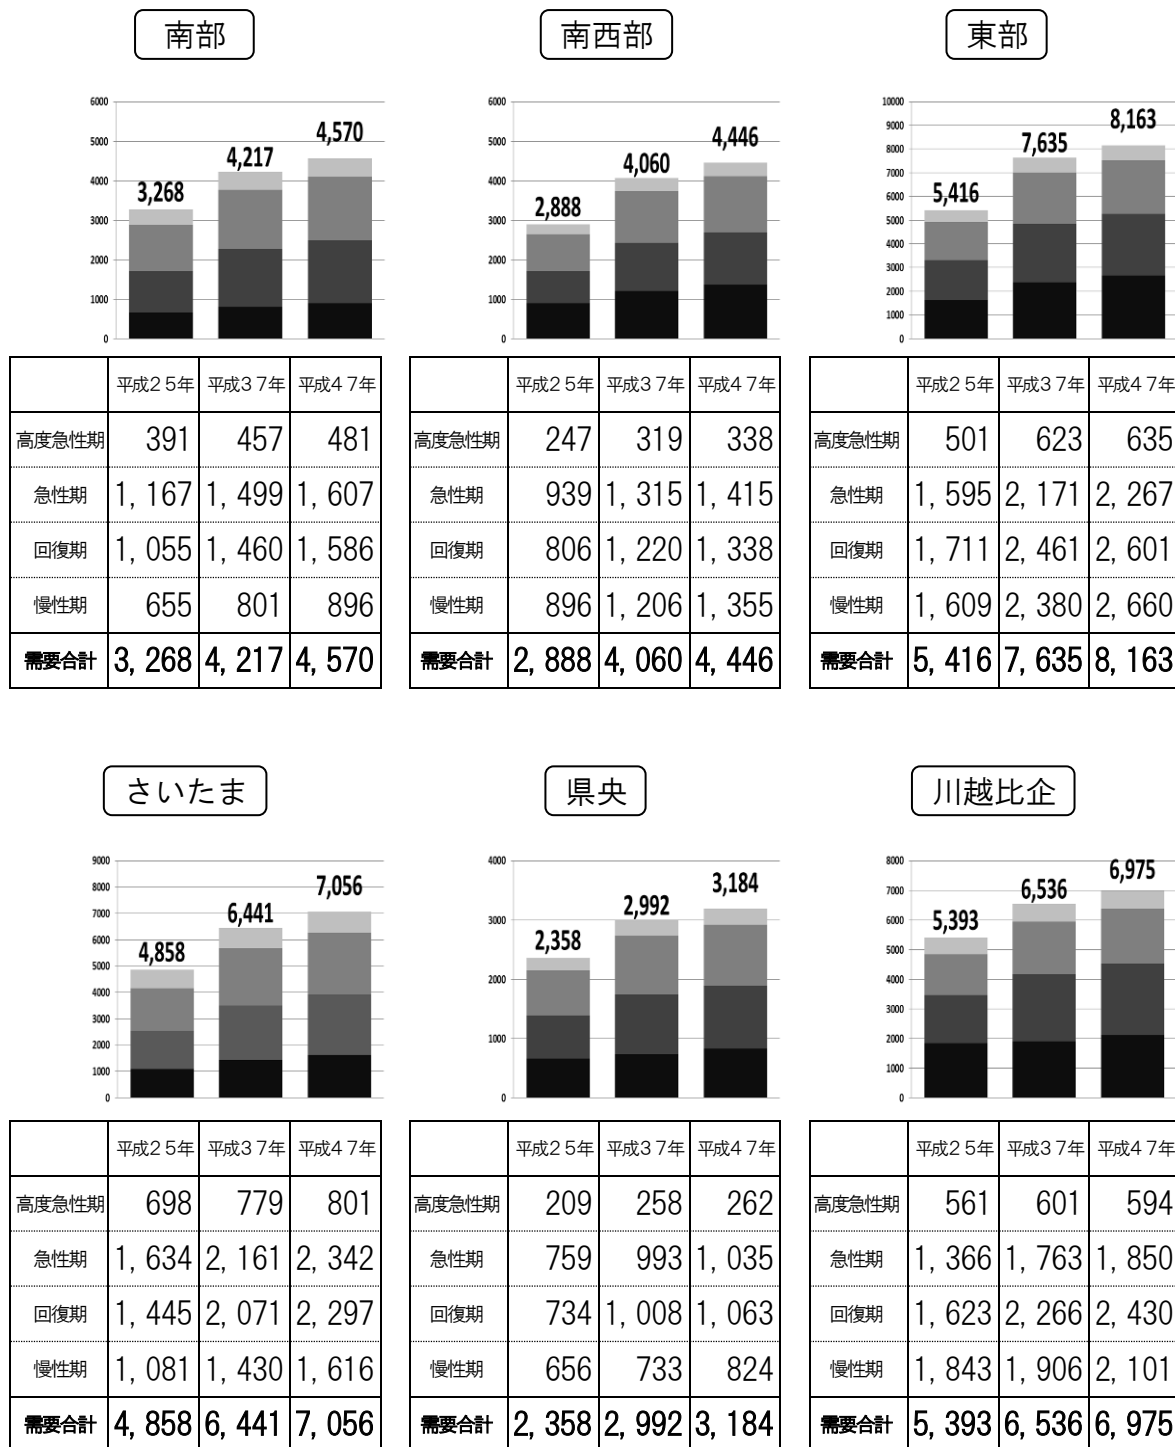 南部 南西部 東部
6000
5000
4000
3000
2000
1000
0
3,268 4,217 4,570
6000
5000
4000
3000
2000
1000
0
2,888 4,060 4,446
10000
9000
8000
7000
6000
5000
4000
3000
2000
1000
0
5,416 7,635 8,163
平成25年 平成37年 平成47年
高度急性期 391 457 481
急性期 1,167 1,499 1,607
回復期 1,055 1,460 1,586
慢性期 655 801 896
需要合計 3,268 4,217 4,570
平成25年 平成37年 平成47年
高度急性期 247 319 338
急性期 939 1,315 1,415
回復期 806 1,220 1,338
慢性期 896 1,206 1,355
需要合計 2,888 4,060 4,446
平成25年 平成37年 平成47年
高度急性期 501 623 635
急性期 1,595 2,171 2,267
回復期 1,711 2,461 2,601
慢性期 1,609 2,380 2,660
需要合計 5,416 7,635 8,163
さいたま 県央 川越比企
9000
8000
7000
6000
5000
4000
3000
2000
1000
0
4,858 6,441 7,056
4000
3000
2000
1000
0
2,358 2,992 3,184
8000
7000
6000
5000
4000
3000
2000
1000
0
5,393 6,536 6,975
平成25年 平成37年 平成47年
高度急性期 698 779 801
急性期 1,634 2,161 2,342
回復期 1,445 2,071 2,297
慢性期 1,081 1,430 1,616
需要合計 4,858 6,441 7,056
平成25年 平成37年 平成47年
高度急性期 209 258 262
急性期 759 993 1,035
回復期 734 1,008 1,063
慢性期 656 733 824
需要合計 2,358 2,992 3,184
平成25年 平成37年 平成47年
高度急性期 561 601 594
急性期 1,366 1,763 1,850
回復期 1,623 2,266 2,430
慢性期 1,843 1,906 2,101
需要合計 5,393 6,536 6,975